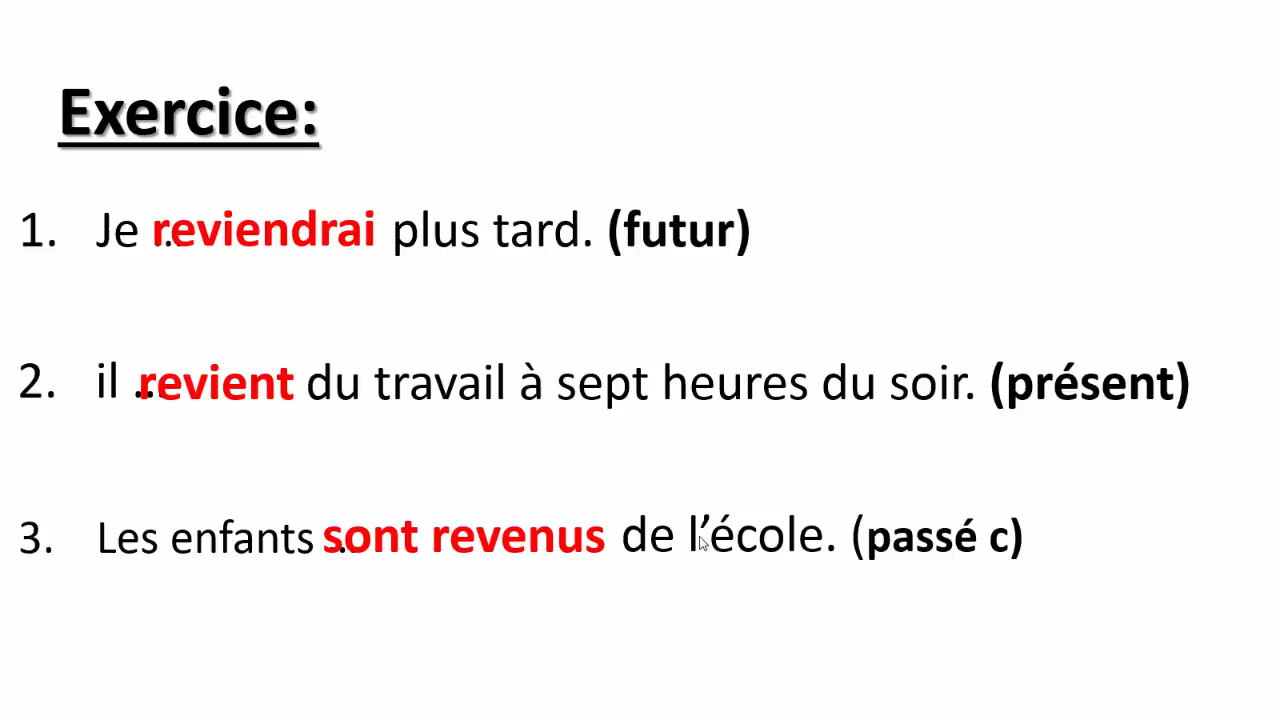 Exercice:
1. Je reviendrai plus tard. (futur)
2. il ... revient du travail à sept heures du soir. (présent)
3. Les enfants ... sont revenus de l’école. (passé c)